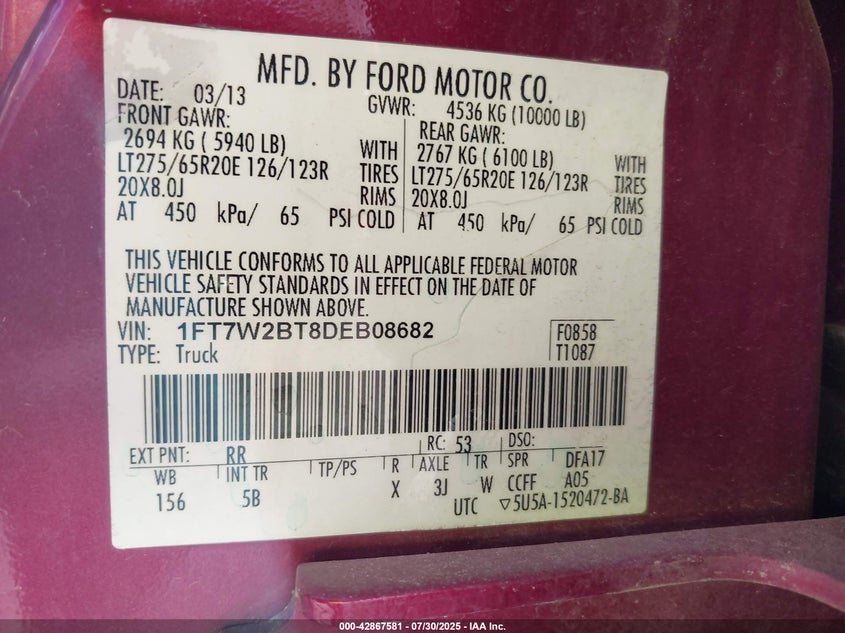 MFD. BY FORD MOTOR CO.
DATE: 03/13
GVWR: 4536 KG (10000 LB)
FRONT GAWR:
2694 KG ( 5940 LB) WITH
LT275/65R20E 126/123R TIRES
20X8.0J RIMS
AT 450 kPa/ 65 PSI COLD
REAR GAWR:
2767 KG ( 6100 LB) WITH
LT275/65R20E 126/123R TIRES
20X8.0J RIMS
AT 450 kPa/ 65 PSI COLD
THIS VEHICLE CONFORMS TO ALL APPLICABLE FEDERAL MOTOR
VEHICLE SAFETY STANDARDS IN EFFECT ON THE DATE OF
MANUFACTURE SHOWN ABOVE.
VIN: 1FT7W2BT8DEB08682 F0858
TYPE: Truck T1087
EXT PNT: RR RC: 53 DSO:
WB INT TR TP/PS R AXLE TR SPR DFA17
156 5B X 3J W CCFF A05
UTC ▽5U5A-1520472-BA
000-42867581 | 07/30/2025 - IAA Inc.